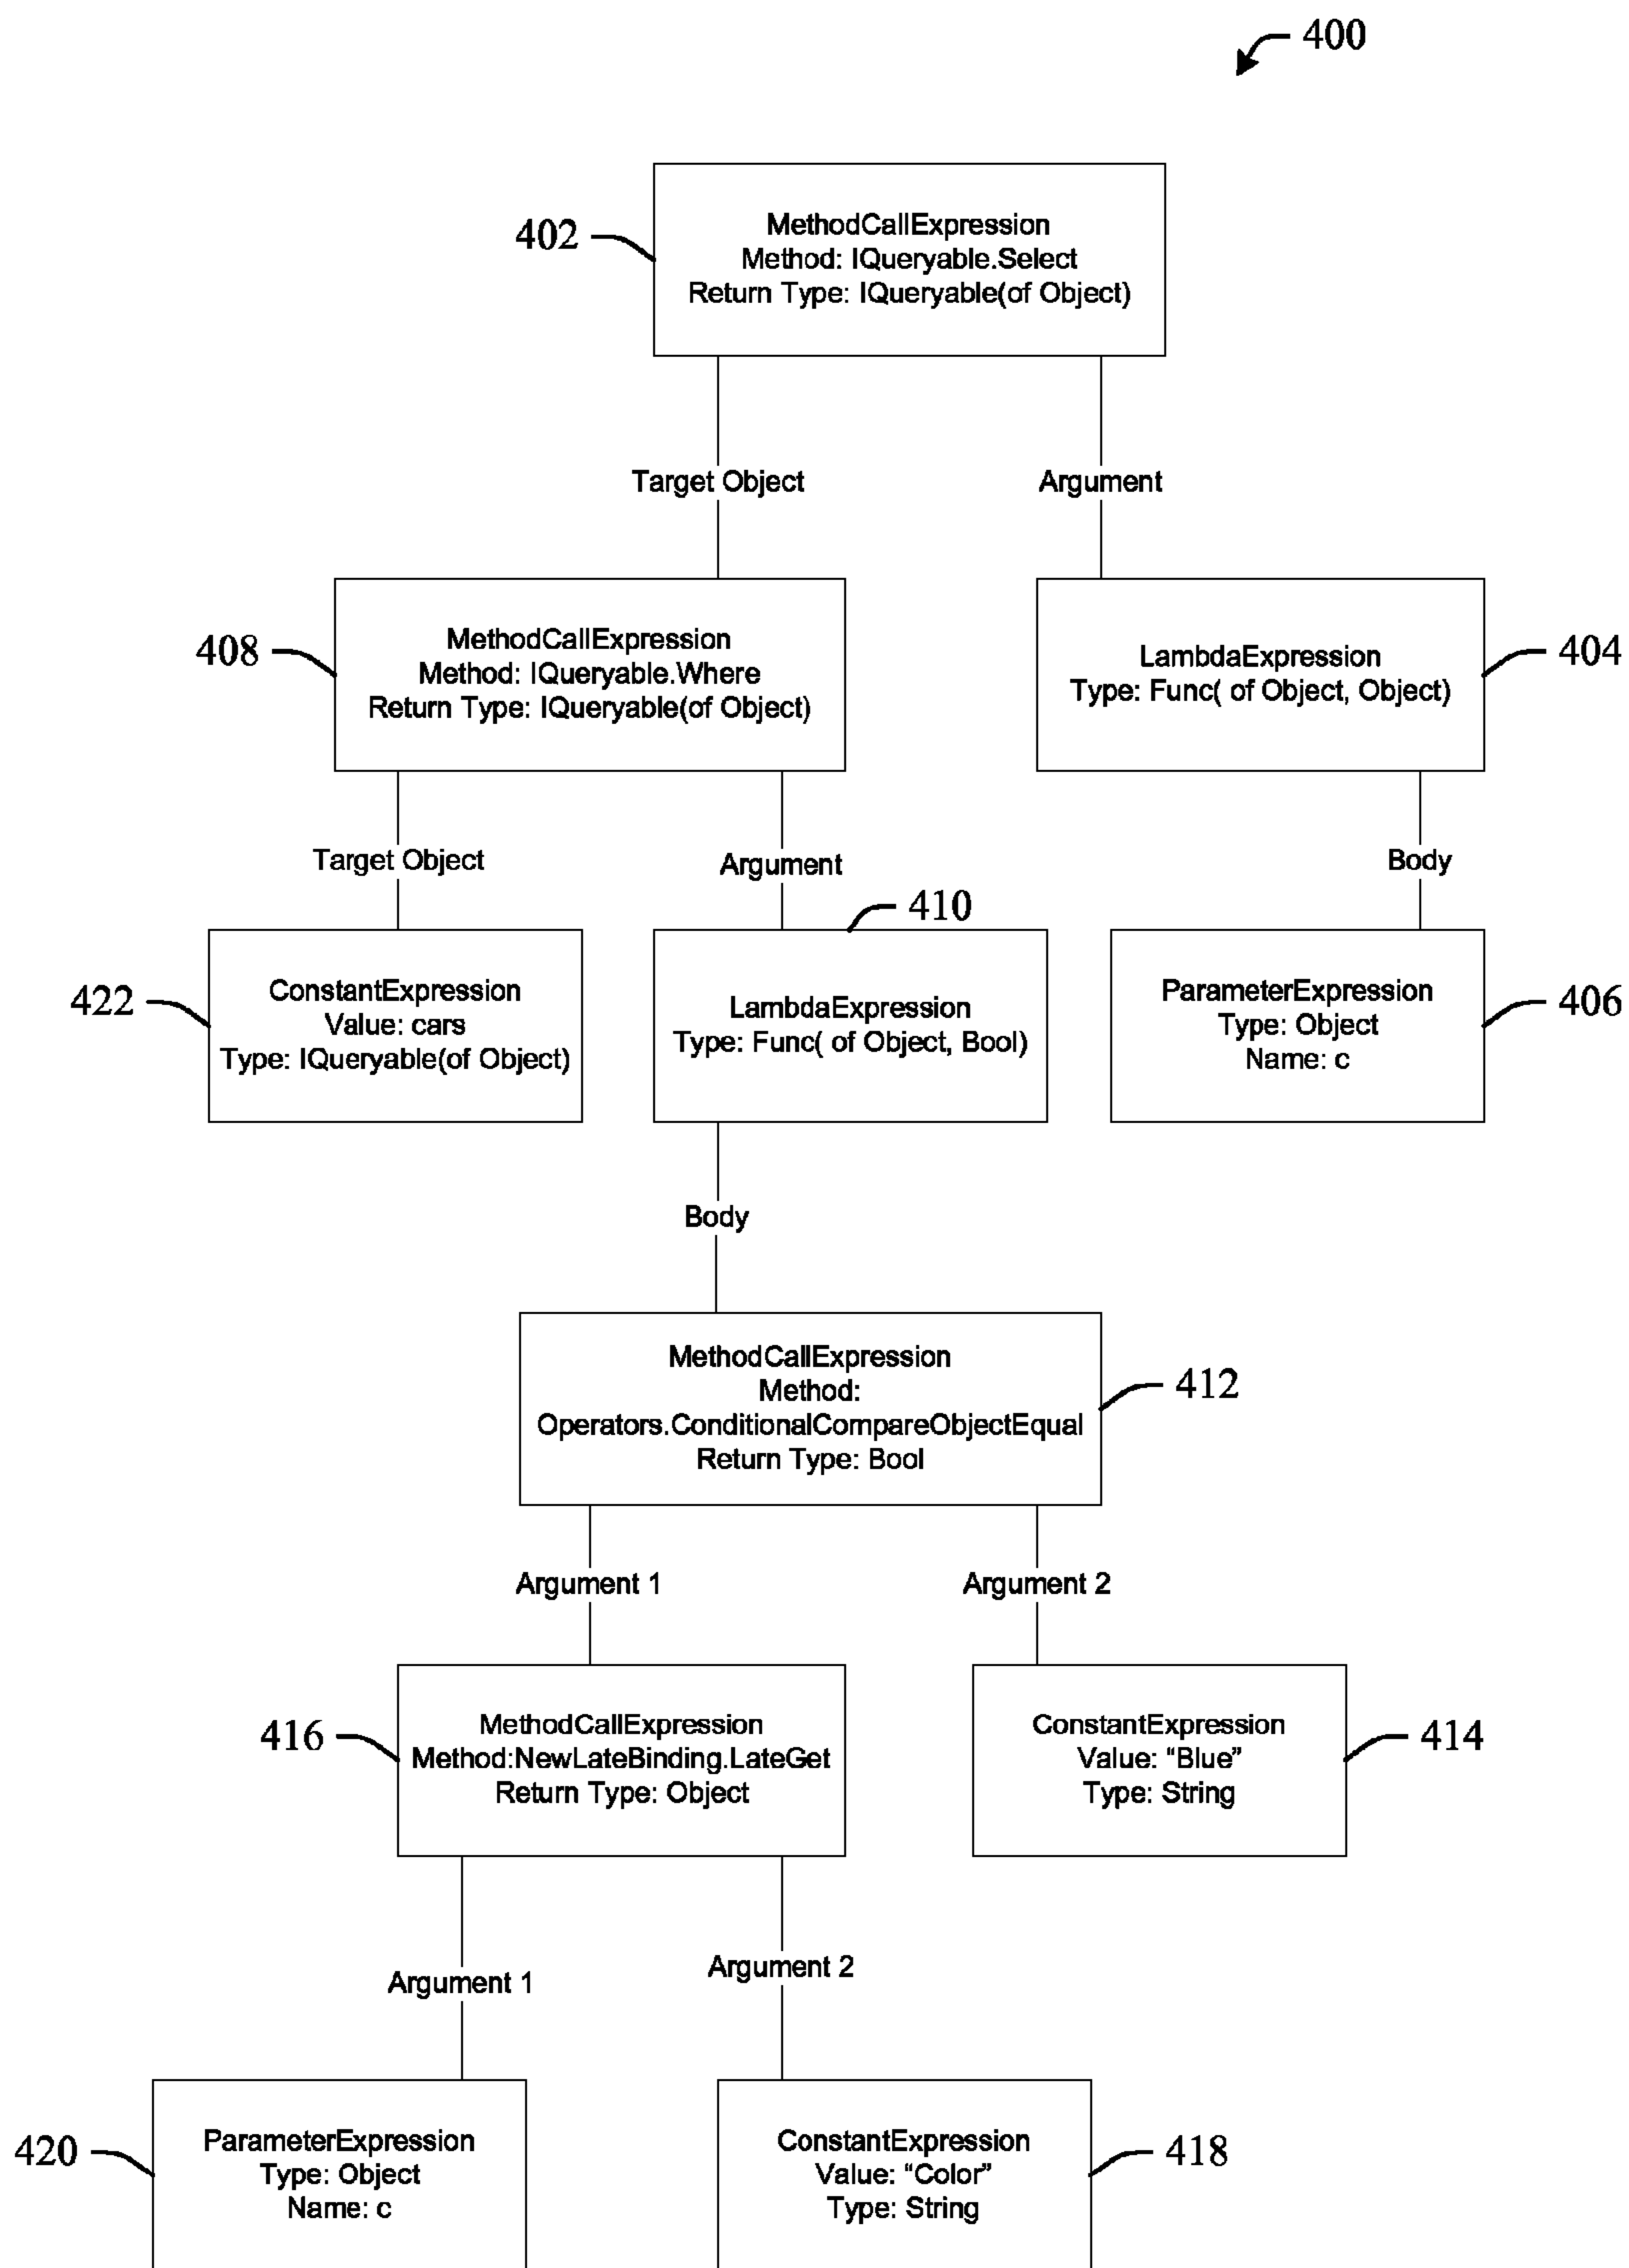 400
402
MethodCallExpression
Method: IQueryable.Select
Return Type: IQueryable(of Object)
Target Object
Argument
408
MethodCallExpression
Method: IQueryable.Where
Return Type: IQueryable(of Object)
LambdaExpression
Type: Func( of Object, Object)
404
Target Object
Argument
Body
410
422
ConstantExpression
Value: cars
Type: IQueryable(of Object)
LambdaExpression
Type: Func( of Object, Bool)
ParameterExpression
Type: Object
Name: c
406
Body
MethodCallExpression
Method:
Operators.ConditionalCompareObjectEqual
Return Type: Bool
412
Argument 1
Argument 2
416
MethodCallExpression
Method:NewLateBinding.LateGet
Return Type: Object
ConstantExpression
Value: “Blue”
Type: String
414
Argument 1
Argument 2
420
ParameterExpression
Type: Object
Name: c
ConstantExpression
Value: “Color”
Type: String
418